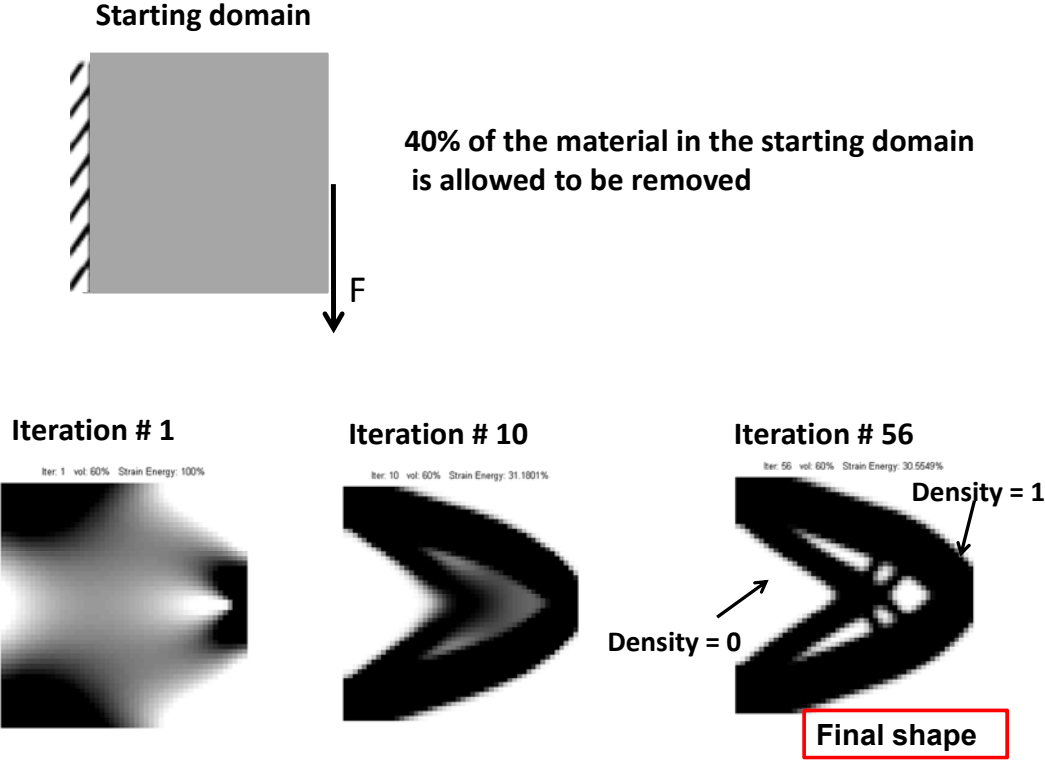 Starting domain
40% of the material in the starting domain
is allowed to be removed
F
Iteration # 1
Iteration # 10
Iteration # 56
Iter: 1 vol: 60% Strain Energy: 100%
Iter: 10 vol: 60% Strain Energy: 31.1801%
Iter: 56 vol: 60% Strain Energy: 30.5549%
Density = 1
Density = 0
Final shape